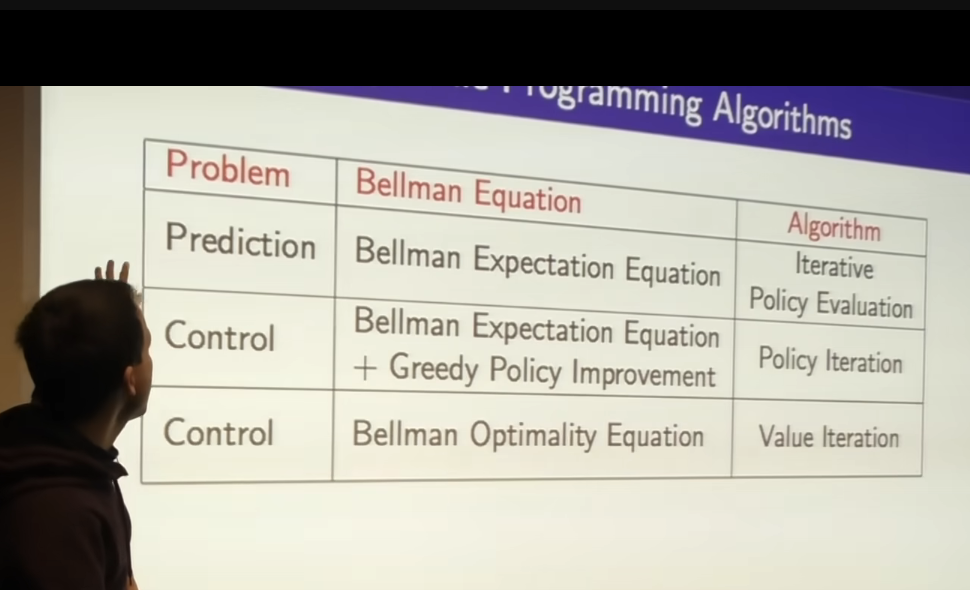 Programming Algorithms
Problem
Bellman Equation
Algorithm
Prediction
Bellman Expectation Equation
Iterative
Policy Evaluation
Control
Bellman Expectation Equation
+ Greedy Policy Improvement
Policy Iteration
Control
Bellman Optimality Equation
Value Iteration